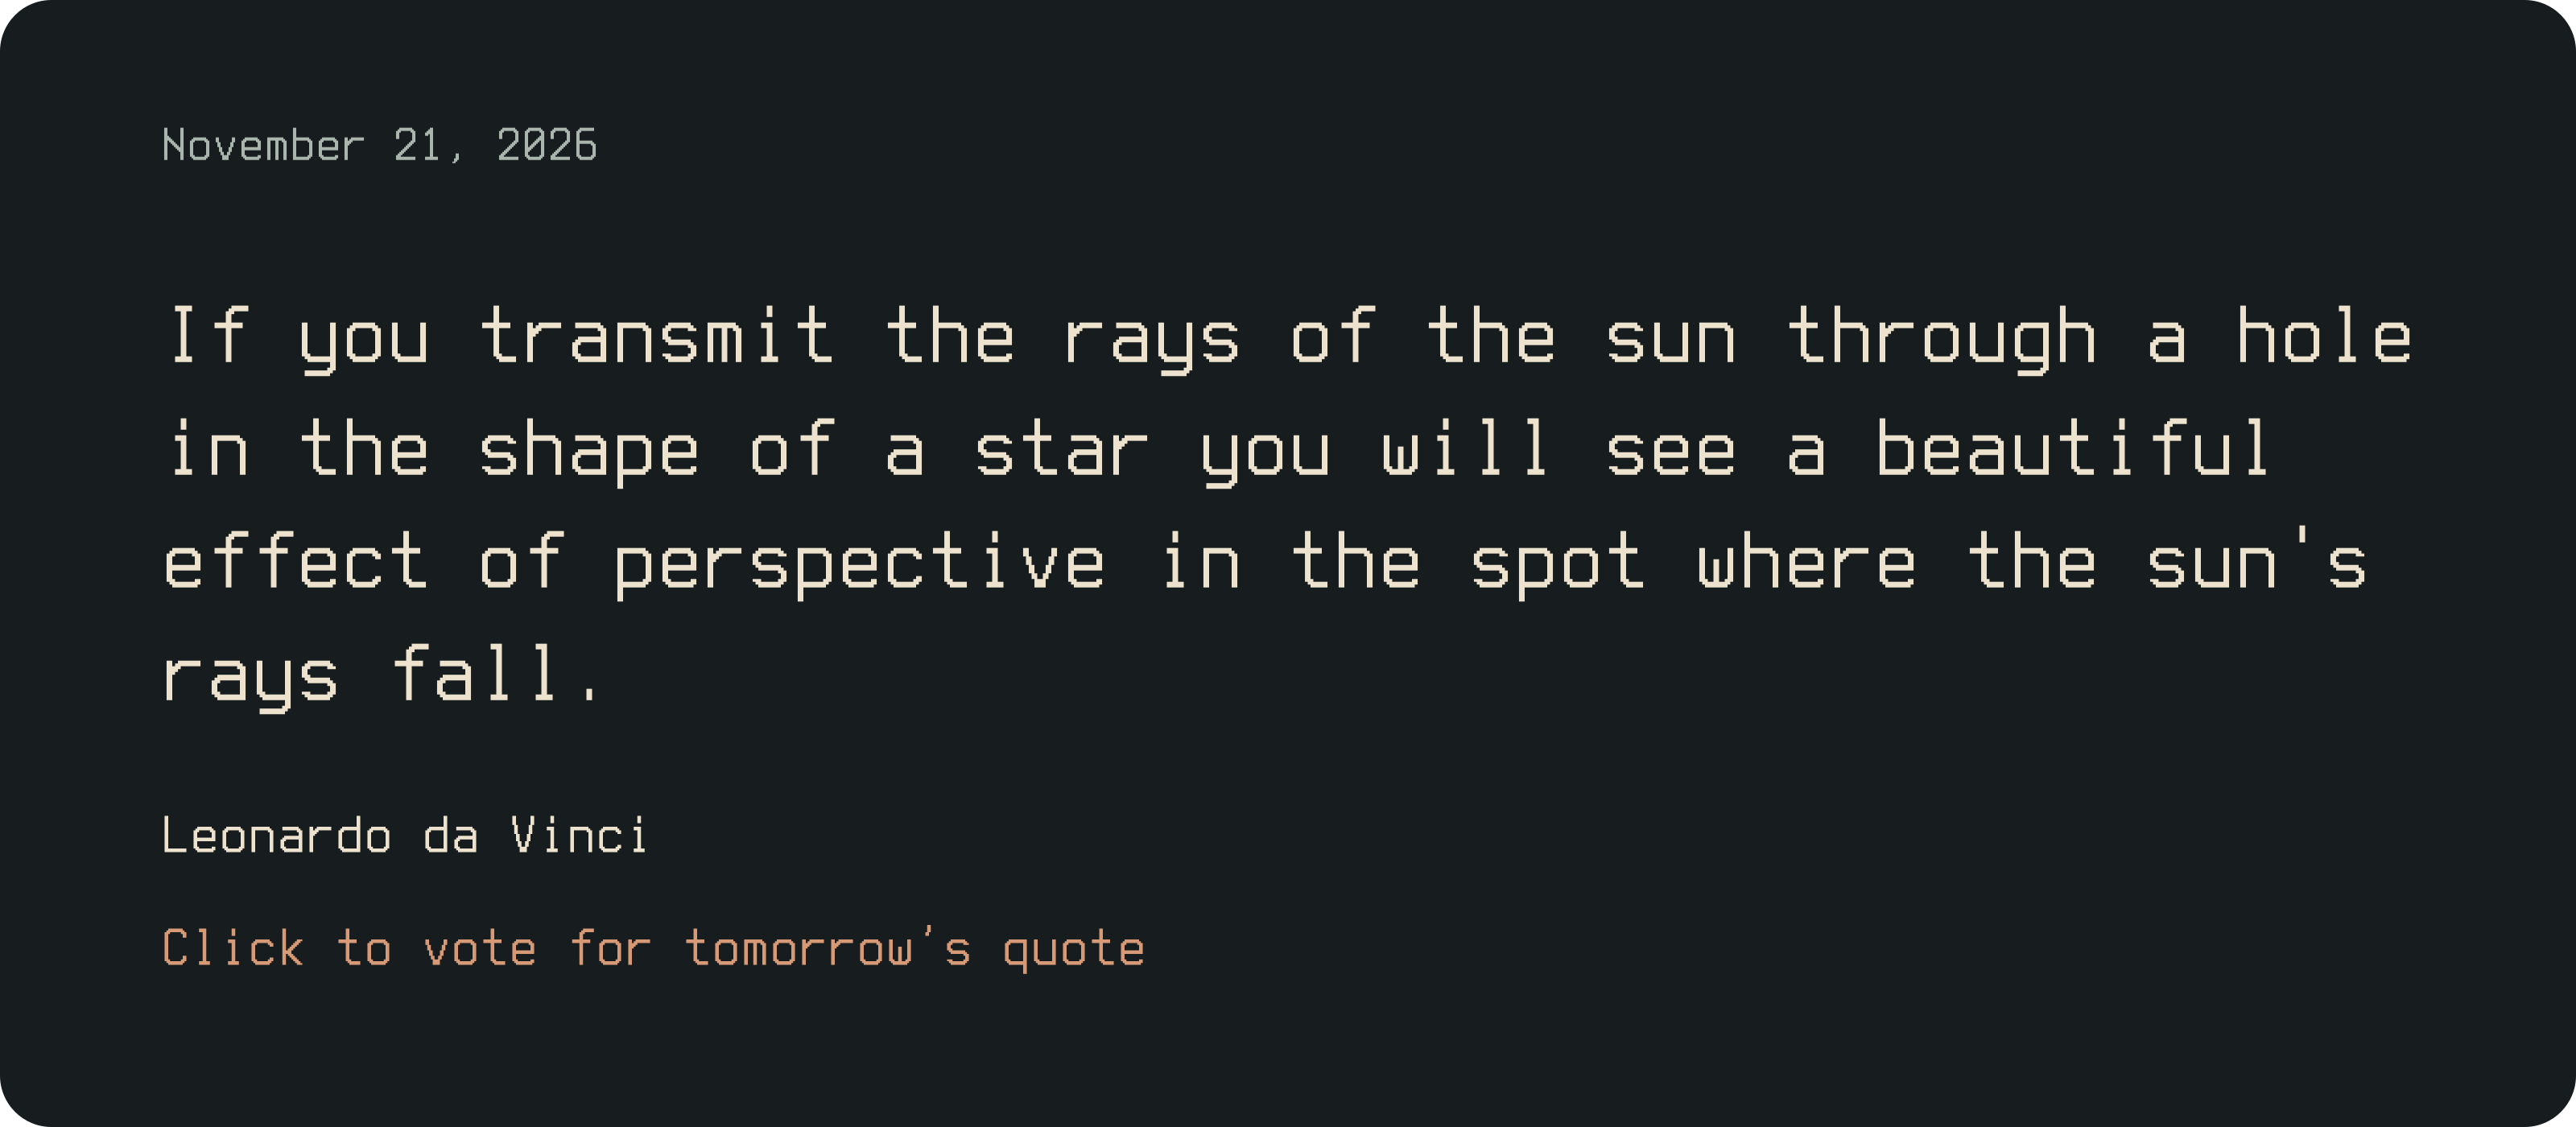 November 21, 2026
If you transmit the rays of the sun through a hole
in the shape of a star you will see a beautiful
effect of perspective in the spot where the sun's
rays fall.
Leonardo da Vinci
Click to vote for tomorrow's quote